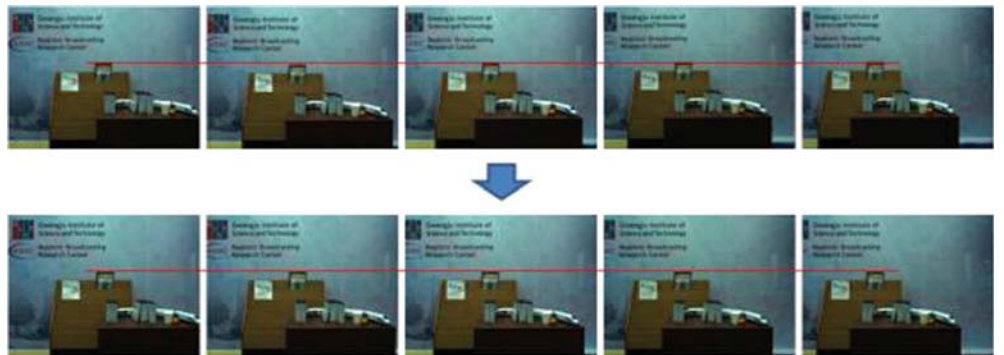 Gwangju Institute of
Science and Technology
Realistic Broadcasting
Research Center
Gwangju Institute of
Science and Technology
Realistic Broadcasting
Research Center
Gwangju Institute of
Science and Technology
Realistic Broadcasting
Research Center
Gwangju Institute of
Science and Technology
Realistic Broadcasting
Research Center
Gwangju Institute of
Science and Technology
Realistic Broadcasting
Research Center
Gwangju Institute of
Science and Technology
Realistic Broadcasting
Research Center
Gwangju Institute of
Science and Technology
Realistic Broadcasting
Research Center
Gwangju Institute of
Science and Technology
Realistic Broadcasting
Research Center
Gwangju Institute of
Science and Technology
Realistic Broadcasting
Research Center
Gwangju Institute of
Science and Technology
Realistic Broadcasting
Research Center